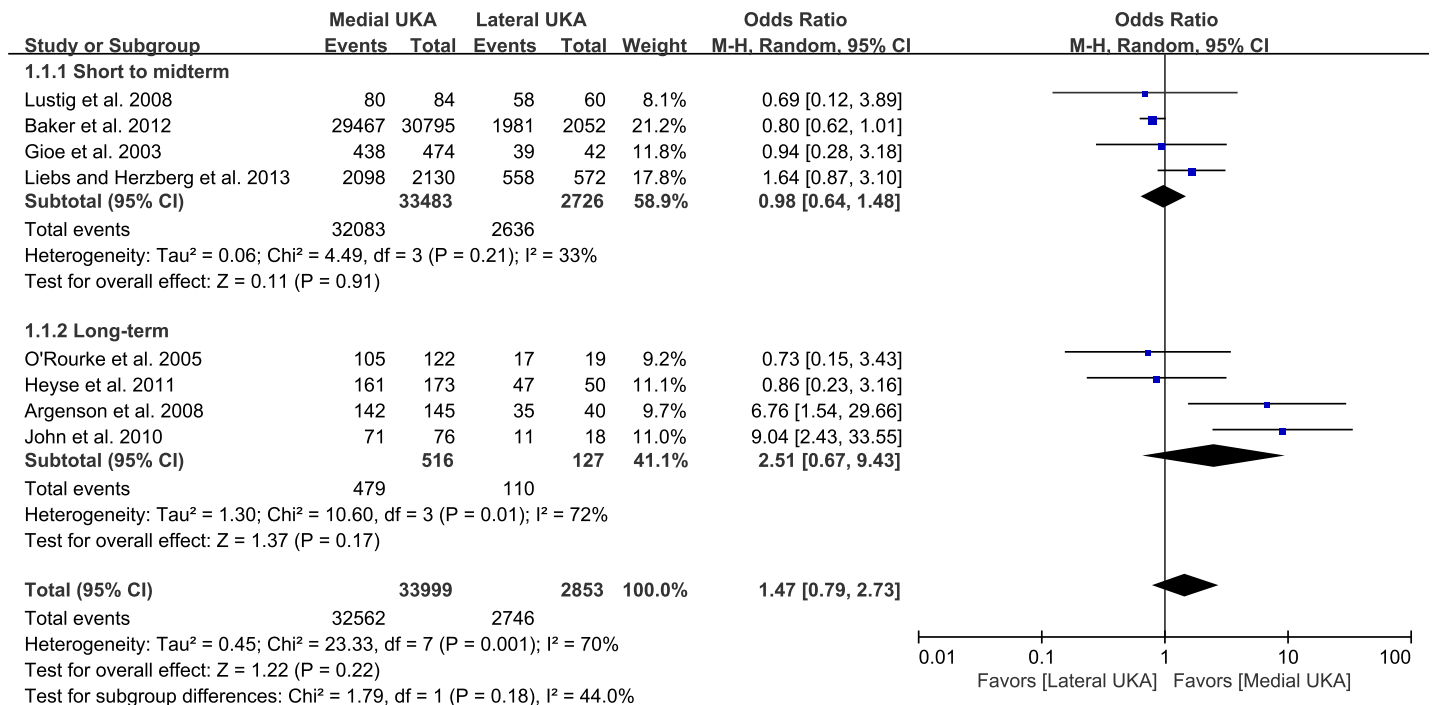 Medial UKA Lateral UKA Odds Ratio Odds Ratio
Study or Subgroup Events Total Events Total Weight M-H, Random, 95% CI M-H, Random, 95% CI
1.1.1 Short to midterm
Lustig et al. 2008 80 84 58 60 8.1% 0.69 [0.12, 3.89]
Baker et al. 2012 29467 30795 1981 2052 21.2% 0.80 [0.62, 1.01]
Gioe et al. 2003 438 474 39 42 11.8% 0.94 [0.28, 3.18]
Liebs and Herzberg et al. 2013 2098 2130 558 572 17.8% 1.64 [0.87, 3.10]
Subtotal (95% CI) 33483 2726 58.9% 0.98 [0.64, 1.48]
Total events 32083 2636
Heterogeneity: Tau² = 0.06; Chi² = 4.49, df = 3 (P = 0.21); I² = 33%
Test for overall effect: Z = 0.11 (P = 0.91)
1.1.2 Long-term
O'Rourke et al. 2005 105 122 17 19 9.2% 0.73 [0.15, 3.43]
Heyse et al. 2011 161 173 47 50 11.1% 0.86 [0.23, 3.16]
Argenson et al. 2008 142 145 35 40 9.7% 6.76 [1.54, 29.66]
John et al. 2010 71 76 11 18 11.0% 9.04 [2.43, 33.55]
Subtotal (95% CI) 516 127 41.1% 2.51 [0.67, 9.43]
Total events 479 110
Heterogeneity: Tau² = 1.30; Chi² = 10.60, df = 3 (P = 0.01); I² = 72%
Test for overall effect: Z = 1.37 (P = 0.17)
Total (95% CI) 33999 2853 100.0% 1.47 [0.79, 2.73]
Total events 32562 2746
Heterogeneity: Tau² = 0.45; Chi² = 23.33, df = 7 (P = 0.001); I² = 70%
Test for overall effect: Z = 1.22 (P = 0.22)
Test for subgroup differences: Chi² = 1.79, df = 1 (P = 0.18), I² = 44.0%
0.01 0.1 1 10 100
Favors [Lateral UKA] Favors [Medial UKA]